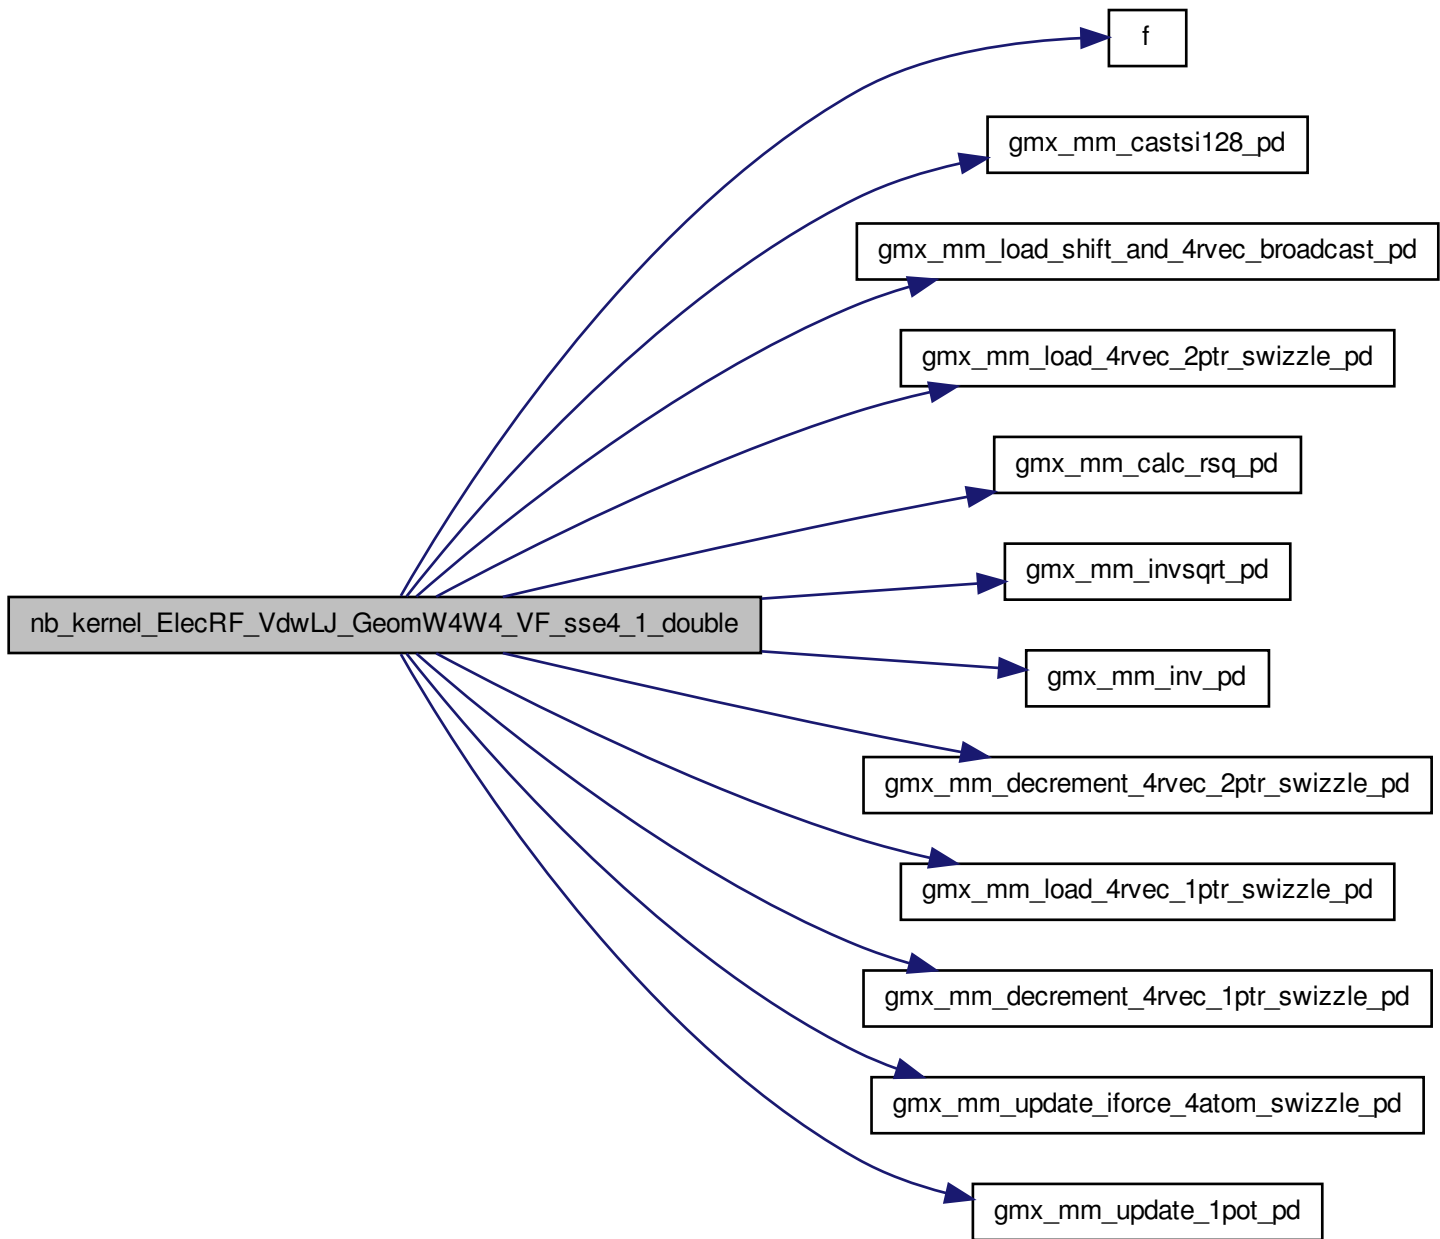 f
gmx_mm_castsi128_pd
gmx_mm_load_shift_and_4rvec_broadcast_pd
gmx_mm_load_4rvec_2ptr_swizzle_pd
gmx_mm_calc_rsq_pd
gmx_mm_invsqrt_pd
nb_kernel_ElecRF_VdwLJ_GeomW4W4_VF_sse4_1_double
gmx_mm_inv_pd
gmx_mm_decrement_4rvec_2ptr_swizzle_pd
gmx_mm_load_4rvec_1ptr_swizzle_pd
gmx_mm_decrement_4rvec_1ptr_swizzle_pd
gmx_mm_update_iforce_4atom_swizzle_pd
gmx_mm_update_1pot_pd